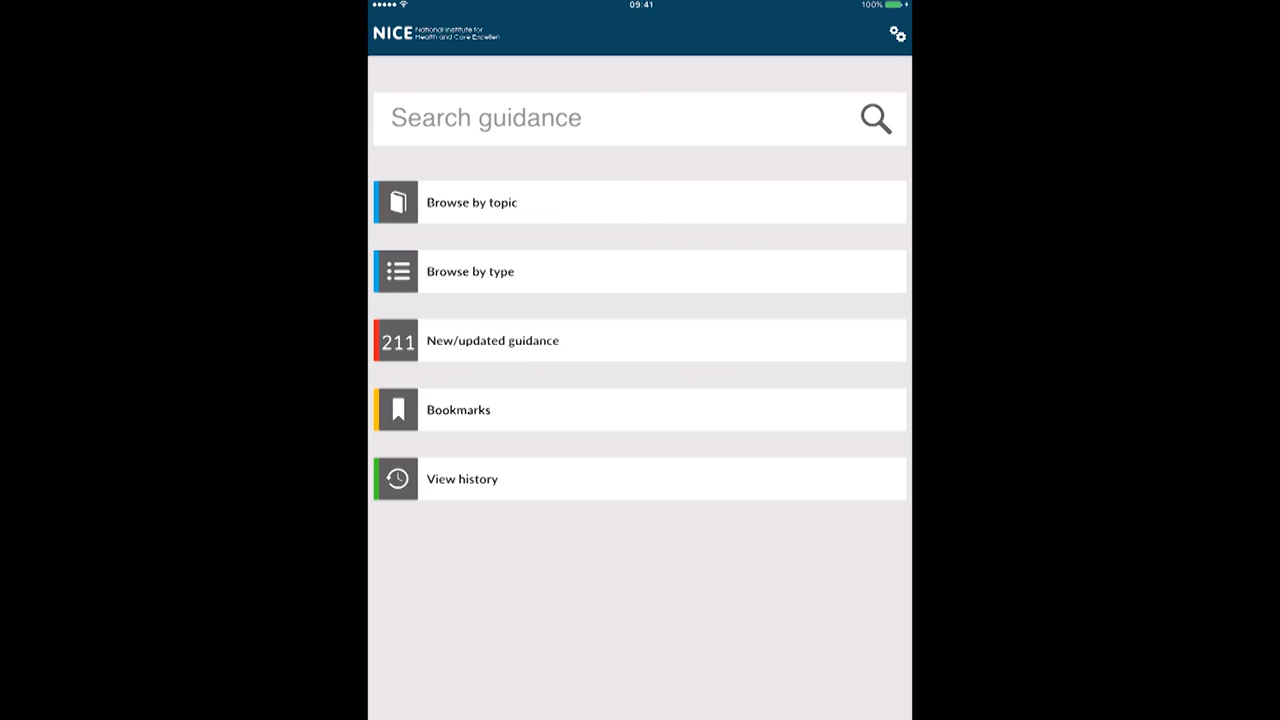 09:41
100%
NICE
National Institute for
Health and Care Excellen
Search guidance
Browse by topic
Browse by type
211
New/updated guidance
Bookmarks
View history